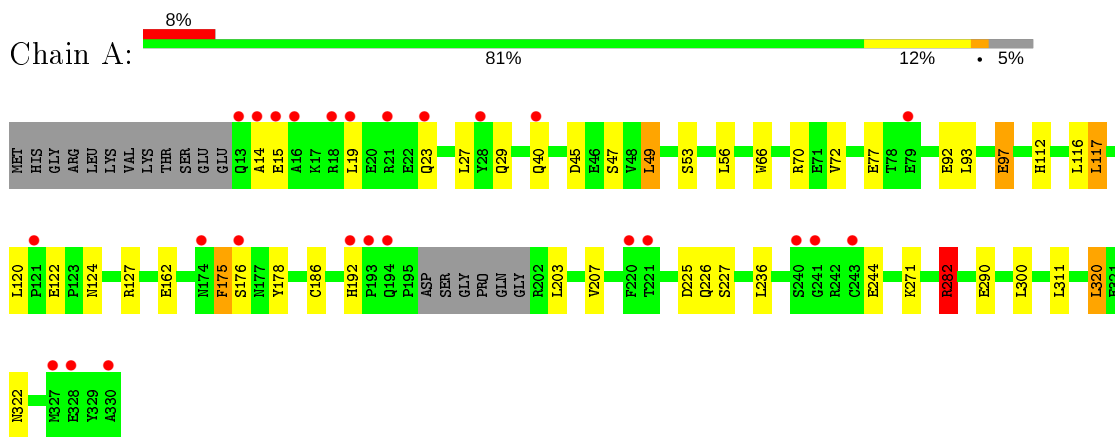 8%
Chain A:
81% 12% • 5%
MET HIS GLY ARG LEU LYS VAL LYS THR SER GLU GLU Q13 A14 E15 A16 K17 R18 L19 E20 R21 E22 Q23 L27 Y28 Q29 Q40 D45 E46 S47 V48 L49 S53 L56 W66 R70 E71 V72 E77 T78 E79 E92 L93 E97 H112 L116 L117
L120 P121 E122 P123 N124 R127 E162 N174 F175 S176 N177 Y178 C186 H192 P193 Q194 P195 ASP SER GLY PRO GLN GLY R202 L203 V207 F220 T221 D225 Q226 S227 L236 S240 G241 R242 C243 E244 K271 R282 E290 L300 L311 L320 E321
N322 M327 E328 Y329 A330